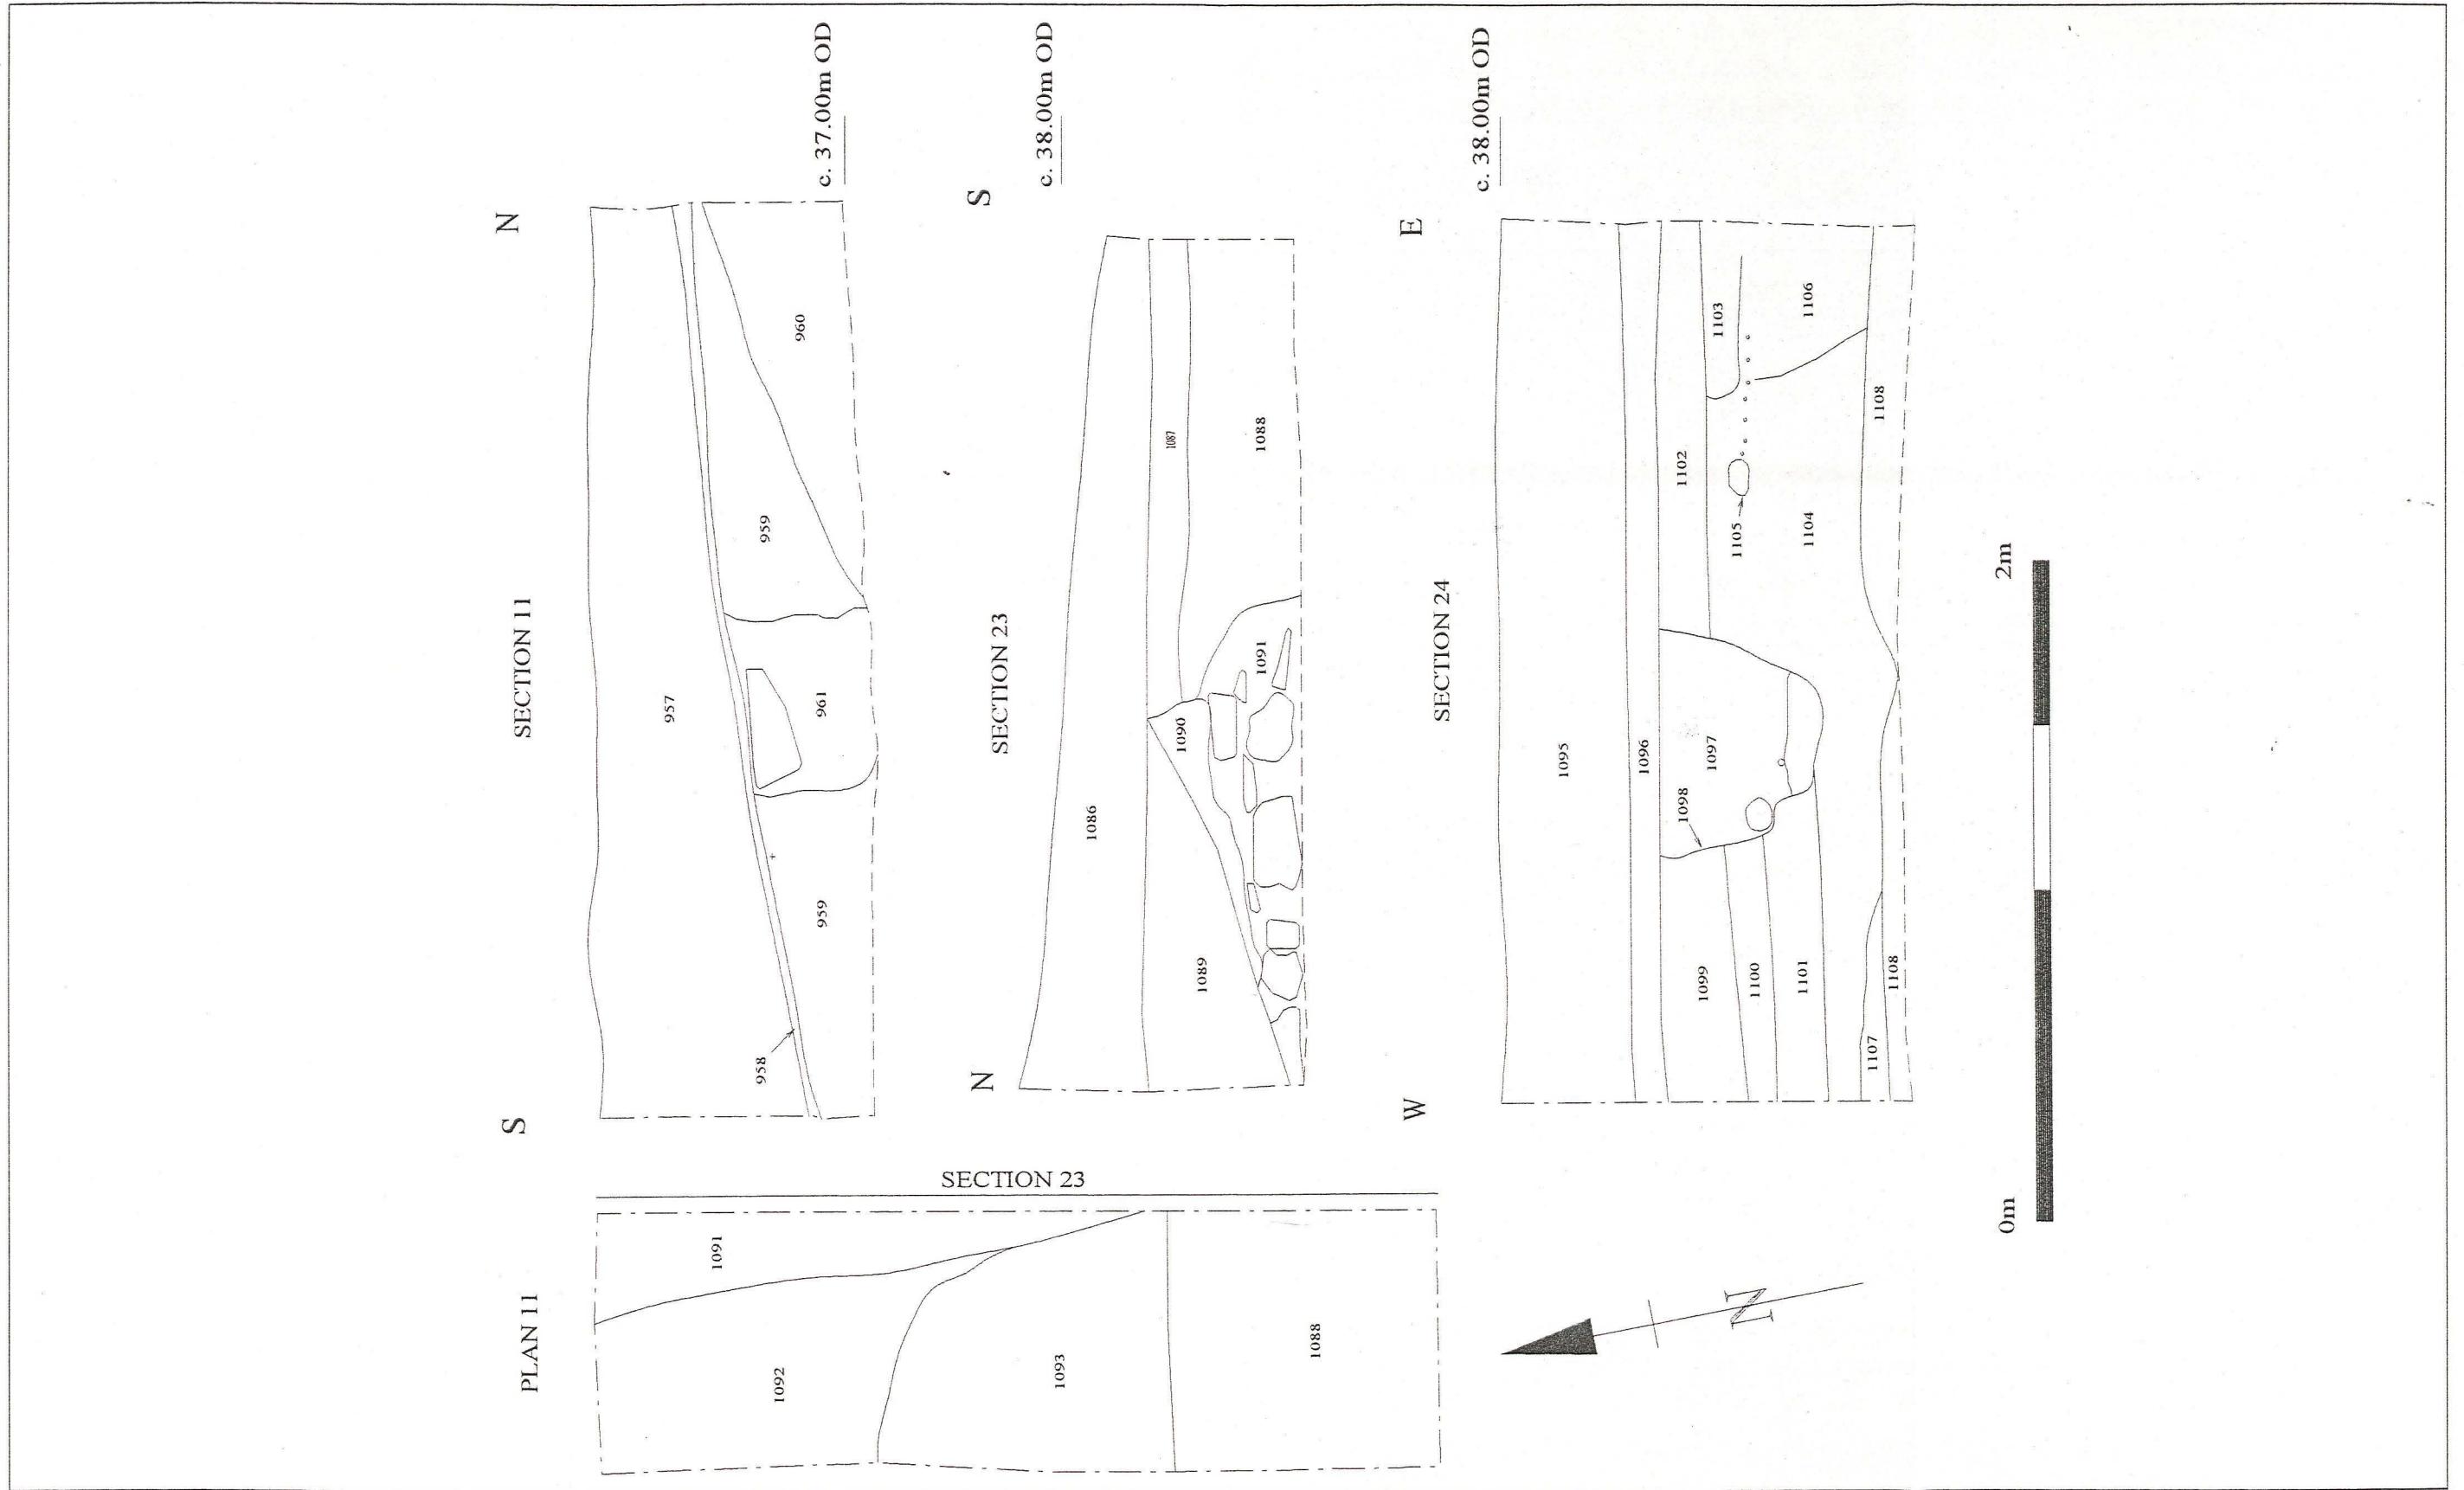 SECTION 11
S
N
c. 37.00m OD
957
958
959
959
960
961
SECTION 23
N
S
c. 38.00m OD
1086
1087
1088
1089
1090
1091
SECTION 24
W
E
c. 38.00m OD
1095
1096
1097
1098
1099
1100
1101
1102
1103
1104
1105
1106
1107
1108
1108
0m
2m
PLAN 11
SECTION 23
1091
1092
1093
1088
N